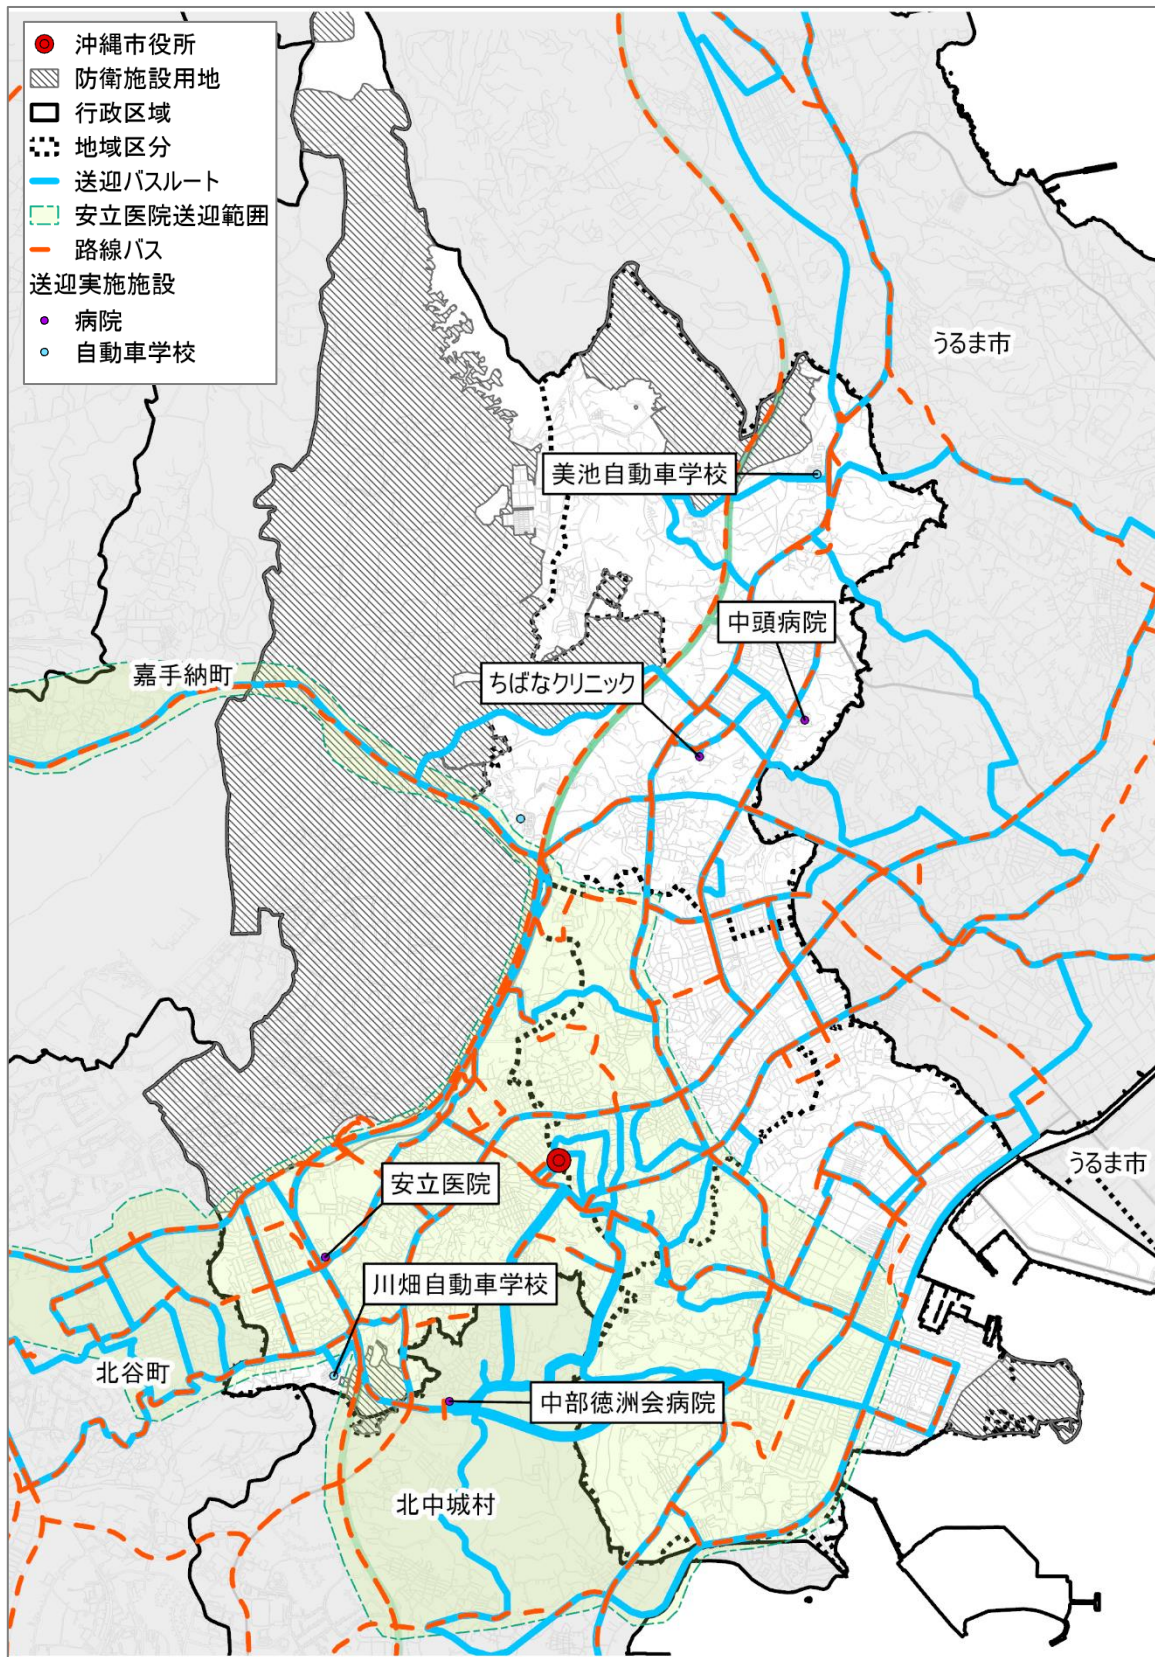 沖縄市役所
防衛施設用地
行政区域
地域区分
送迎バスルート
安立医院送迎範囲
路線バス
送迎実施施設
病院
自動車学校
うるま市
美池自動車学校
中頭病院
嘉手納町
ちばなクリニック
うるま市
安立医院
川畑自動車学校
北谷町
中部徳洲会病院
北中城村